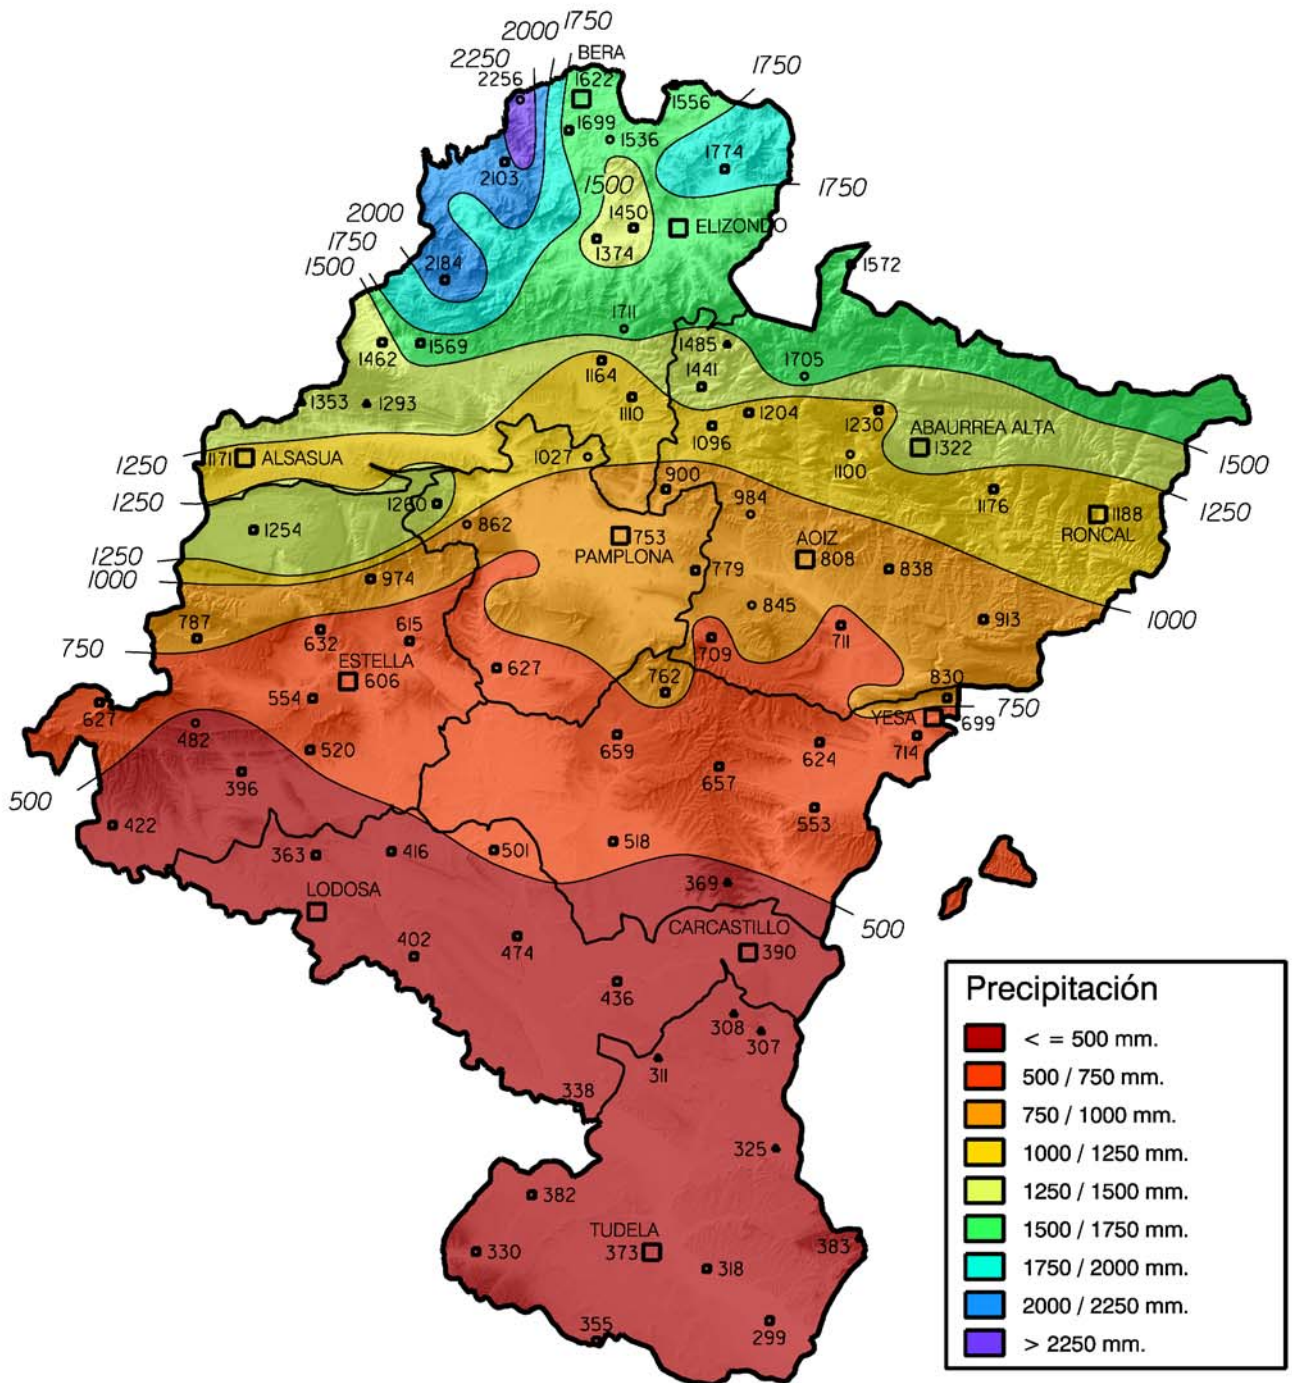 2000 1750
2250 BERA
2256 1622 1556 1750
1699 1536
2103 1774
1500 1750
2000 1450 ELIZONDO
1750 2184 1374
1500 1572
1711
1462 1569 1485 1705
1164 1441
1353 1293 1110 1204 1230 ABAURREA ALTA
1096 1322
1250 1171 ALSASUA 1027 1100 1500
900 1176
1250 1260 984 1188 1250
1254 862 753 AOIZ RONCAL
1250 PAMPLONA 808
1000 974 779 838
787 615 845 913 1000
632 709 711
750 ESTELLA 627
606 762 830
554 750
627 YESA 699
482 520 659 624 714
396 657
500 553
422
363 416 501 518
369
LODOSA 500
CARCASTILLO
402 474 390
436
308
307
311
338
325
382
TUDELA
330 373 383
318
355 299
Precipitación
< = 500 mm.
500 / 750 mm.
750 / 1000 mm.
1000 / 1250 mm.
1250 / 1500 mm.
1500 / 1750 mm.
1750 / 2000 mm.
2000 / 2250 mm.
> 2250 mm.